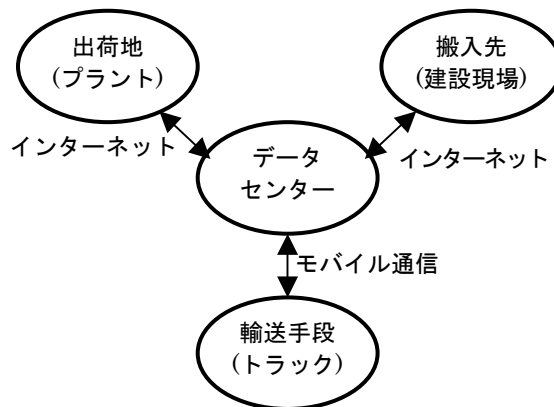 出荷地
(プラント)
搬入先
(建設現場)
インターネット
データ
センター
インターネット
モバイル通信
輸送手段
(トラック)